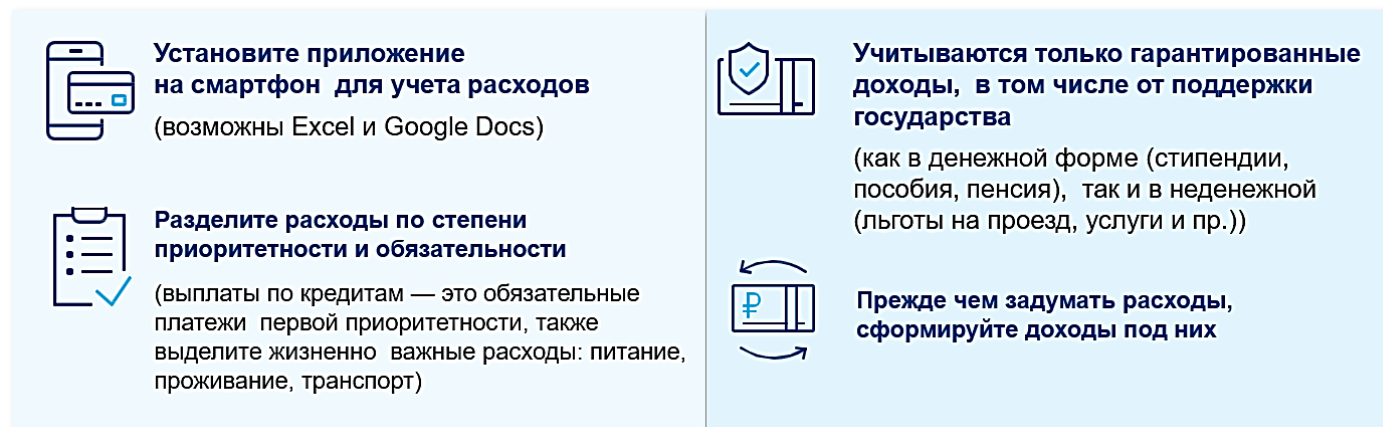 Установите приложение
на смартфон для учета расходов
(возможны Excel и Google Docs)
Разделите расходы по степени
приоритетности и обязательности
(выплаты по кредитам — это обязательные
платежи первой приоритетности, также
выделите жизненно важные расходы: питание,
проживание, транспорт)
Учитываются только гарантированные
доходы, в том числе от поддержки
государства
(как в денежной форме (стипендии,
пособия, пенсия), так и в неденежной
(льготы на проезд, услуги и пр.))
₽
Прежде чем задумать расходы,
сформируйте доходы под них